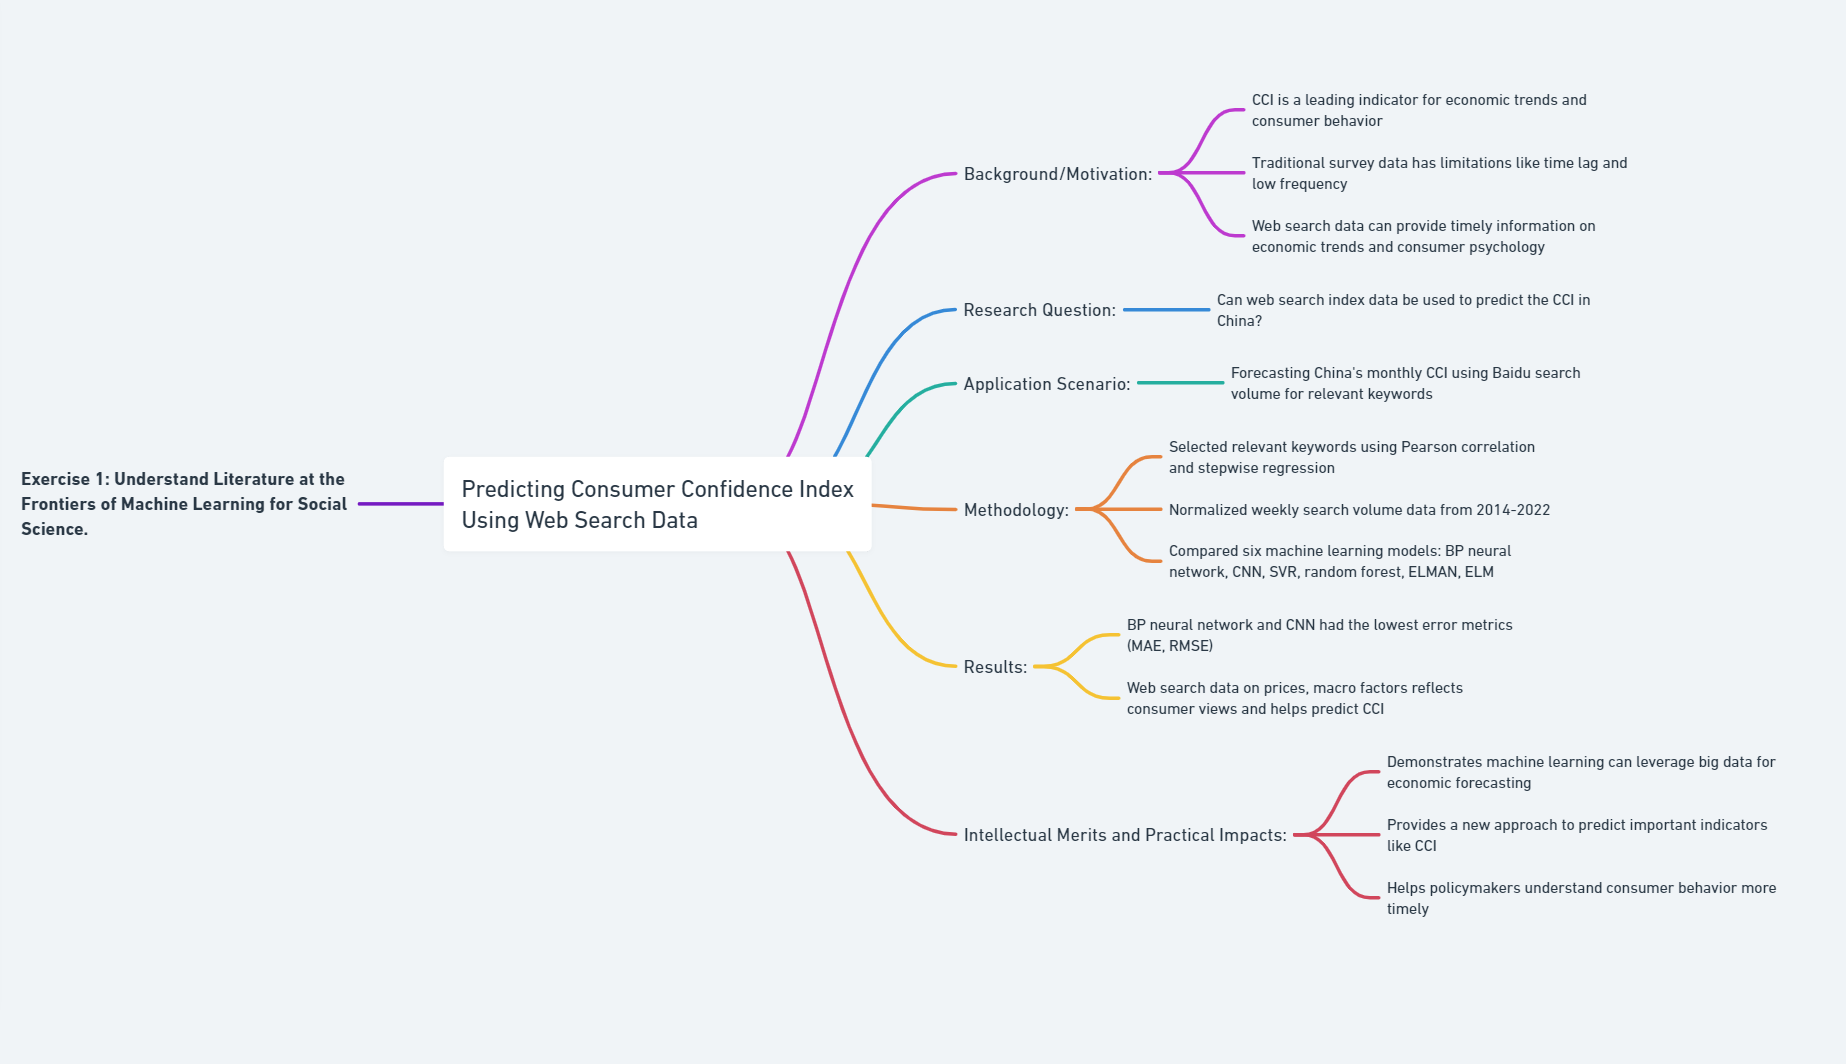 Exercise 1: Understand Literature at the
Frontiers of Machine Learning for Social
Science.
Predicting Consumer Confidence Index
Using Web Search Data
Background/Motivation:
CCI is a leading indicator for economic trends and
consumer behavior
Traditional survey data has limitations like time lag and
low frequency
Web search data can provide timely information on
economic trends and consumer psychology
Research Question:
Can web search index data be used to predict the CCI in
China?
Application Scenario:
Forecasting China's monthly CCI using Baidu search
volume for relevant keywords
Methodology:
Selected relevant keywords using Pearson correlation
and stepwise regression
Normalized weekly search volume data from 2014-2022
Compared six machine learning models: BP neural
network, CNN, SVR, random forest, ELMAN, ELM
Results:
BP neural network and CNN had the lowest error metrics
(MAE, RMSE)
Web search data on prices, macro factors reflects
consumer views and helps predict CCI
Intellectual Merits and Practical Impacts:
Demonstrates machine learning can leverage big data for
economic forecasting
Provides a new approach to predict important indicators
like CCI
Helps policymakers understand consumer behavior more
timely